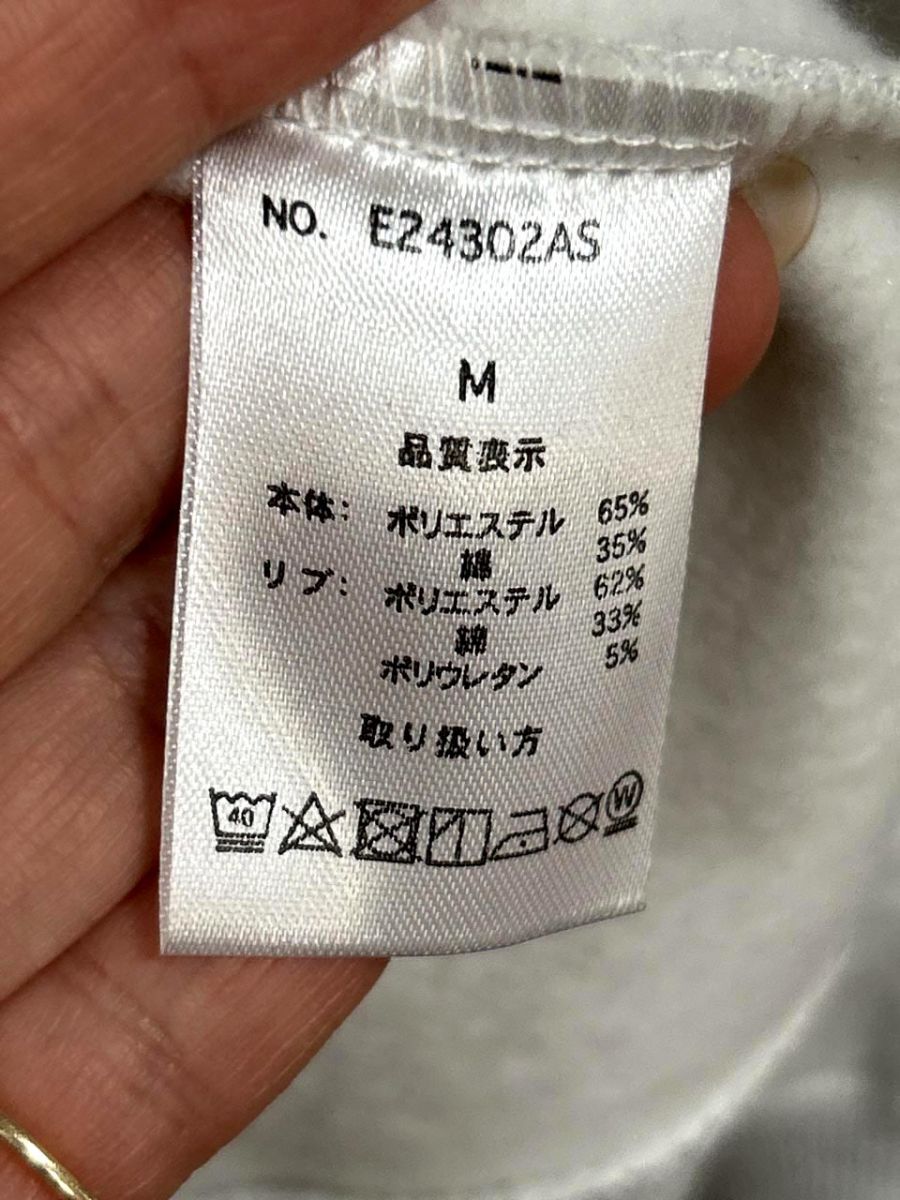 NO. E24302AS
M
品質表示
本体: ポリエステル 65%
綿 35%
リブ: ポリエステル 62%
綿 33%
ポリウレタン 5%
取り扱い方
40
W